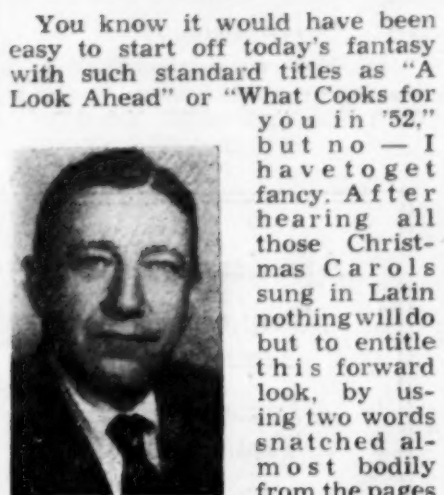 You know it would have been
easy to start off today's fantasy
with such standard titles as "A
Look Ahead" or "What Cooks for
you in '52,"
but no — I
have to get
fancy. After
hearing all
those Christ-
mas Carols
sung in Latin
nothing will do
but to entitle
this forward
look, by us-
ing two words
snatched al-
most bodily
from the pages